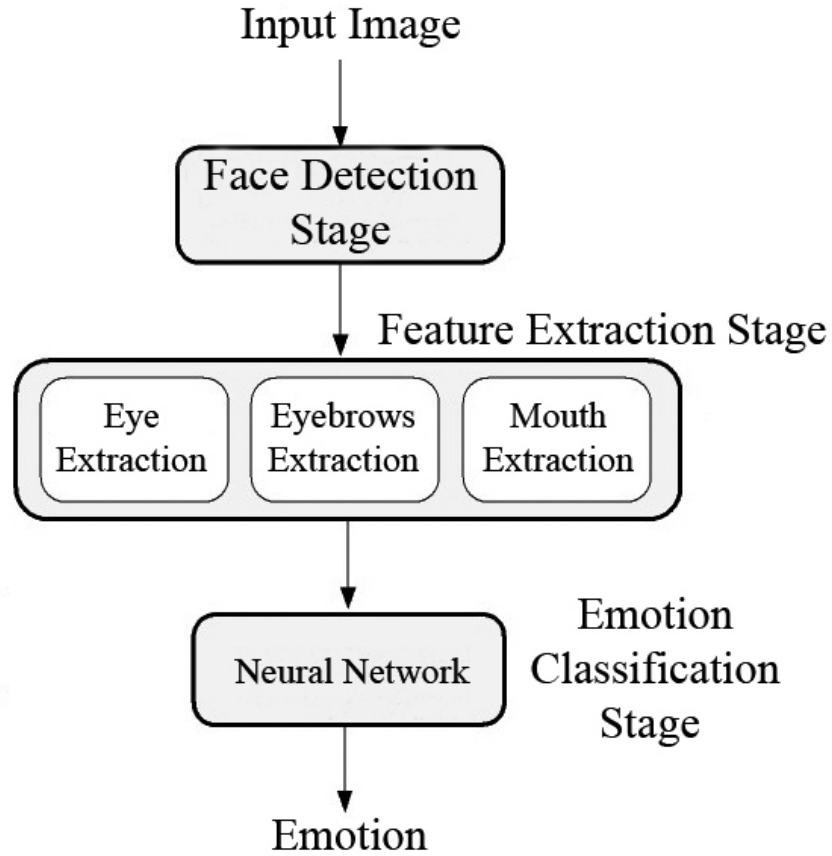 Input Image
Face Detection
Stage
Feature Extraction Stage
Eye
Extraction
Eyebrows
Extraction
Mouth
Extraction
Neural Network
Emotion
Classification
Stage
Emotion